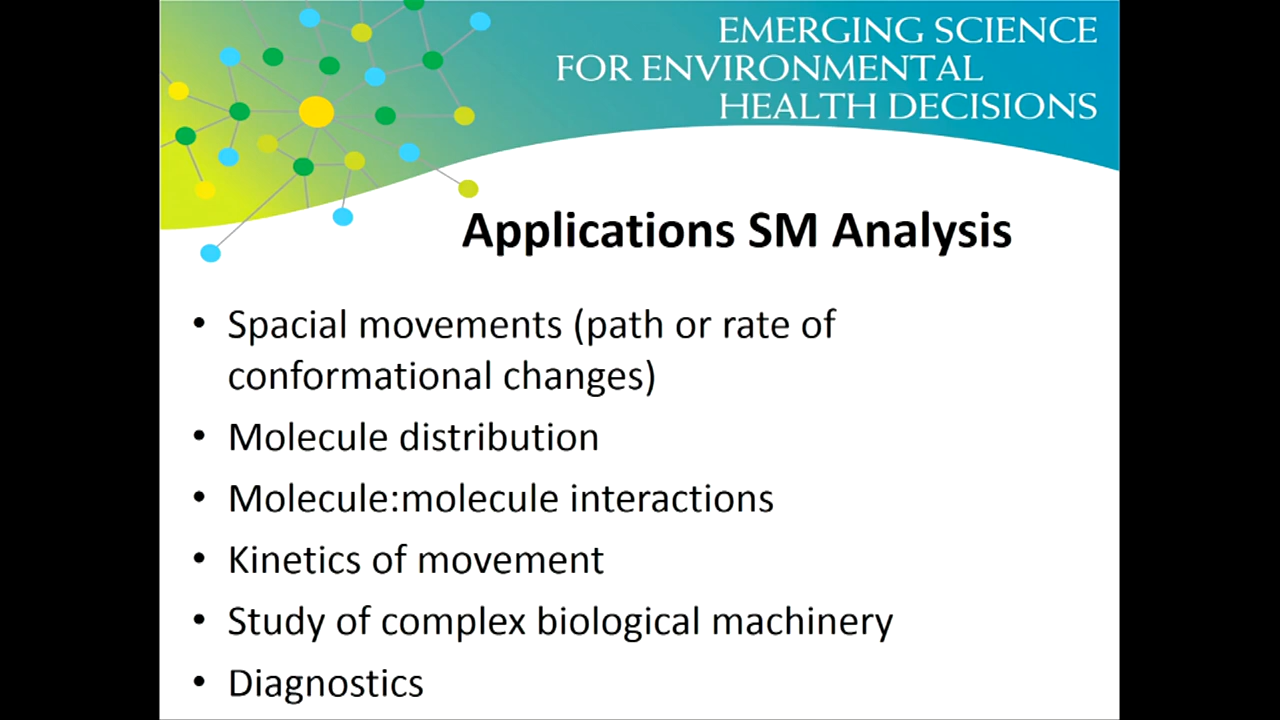 EMERGING SCIENCE
FOR ENVIRONMENTAL
HEALTH DECISIONS
Applications SM Analysis
• Spacial movements (path or rate of
conformational changes)
• Molecule distribution
• Molecule:molecule interactions
• Kinetics of movement
• Study of complex biological machinery
• Diagnostics